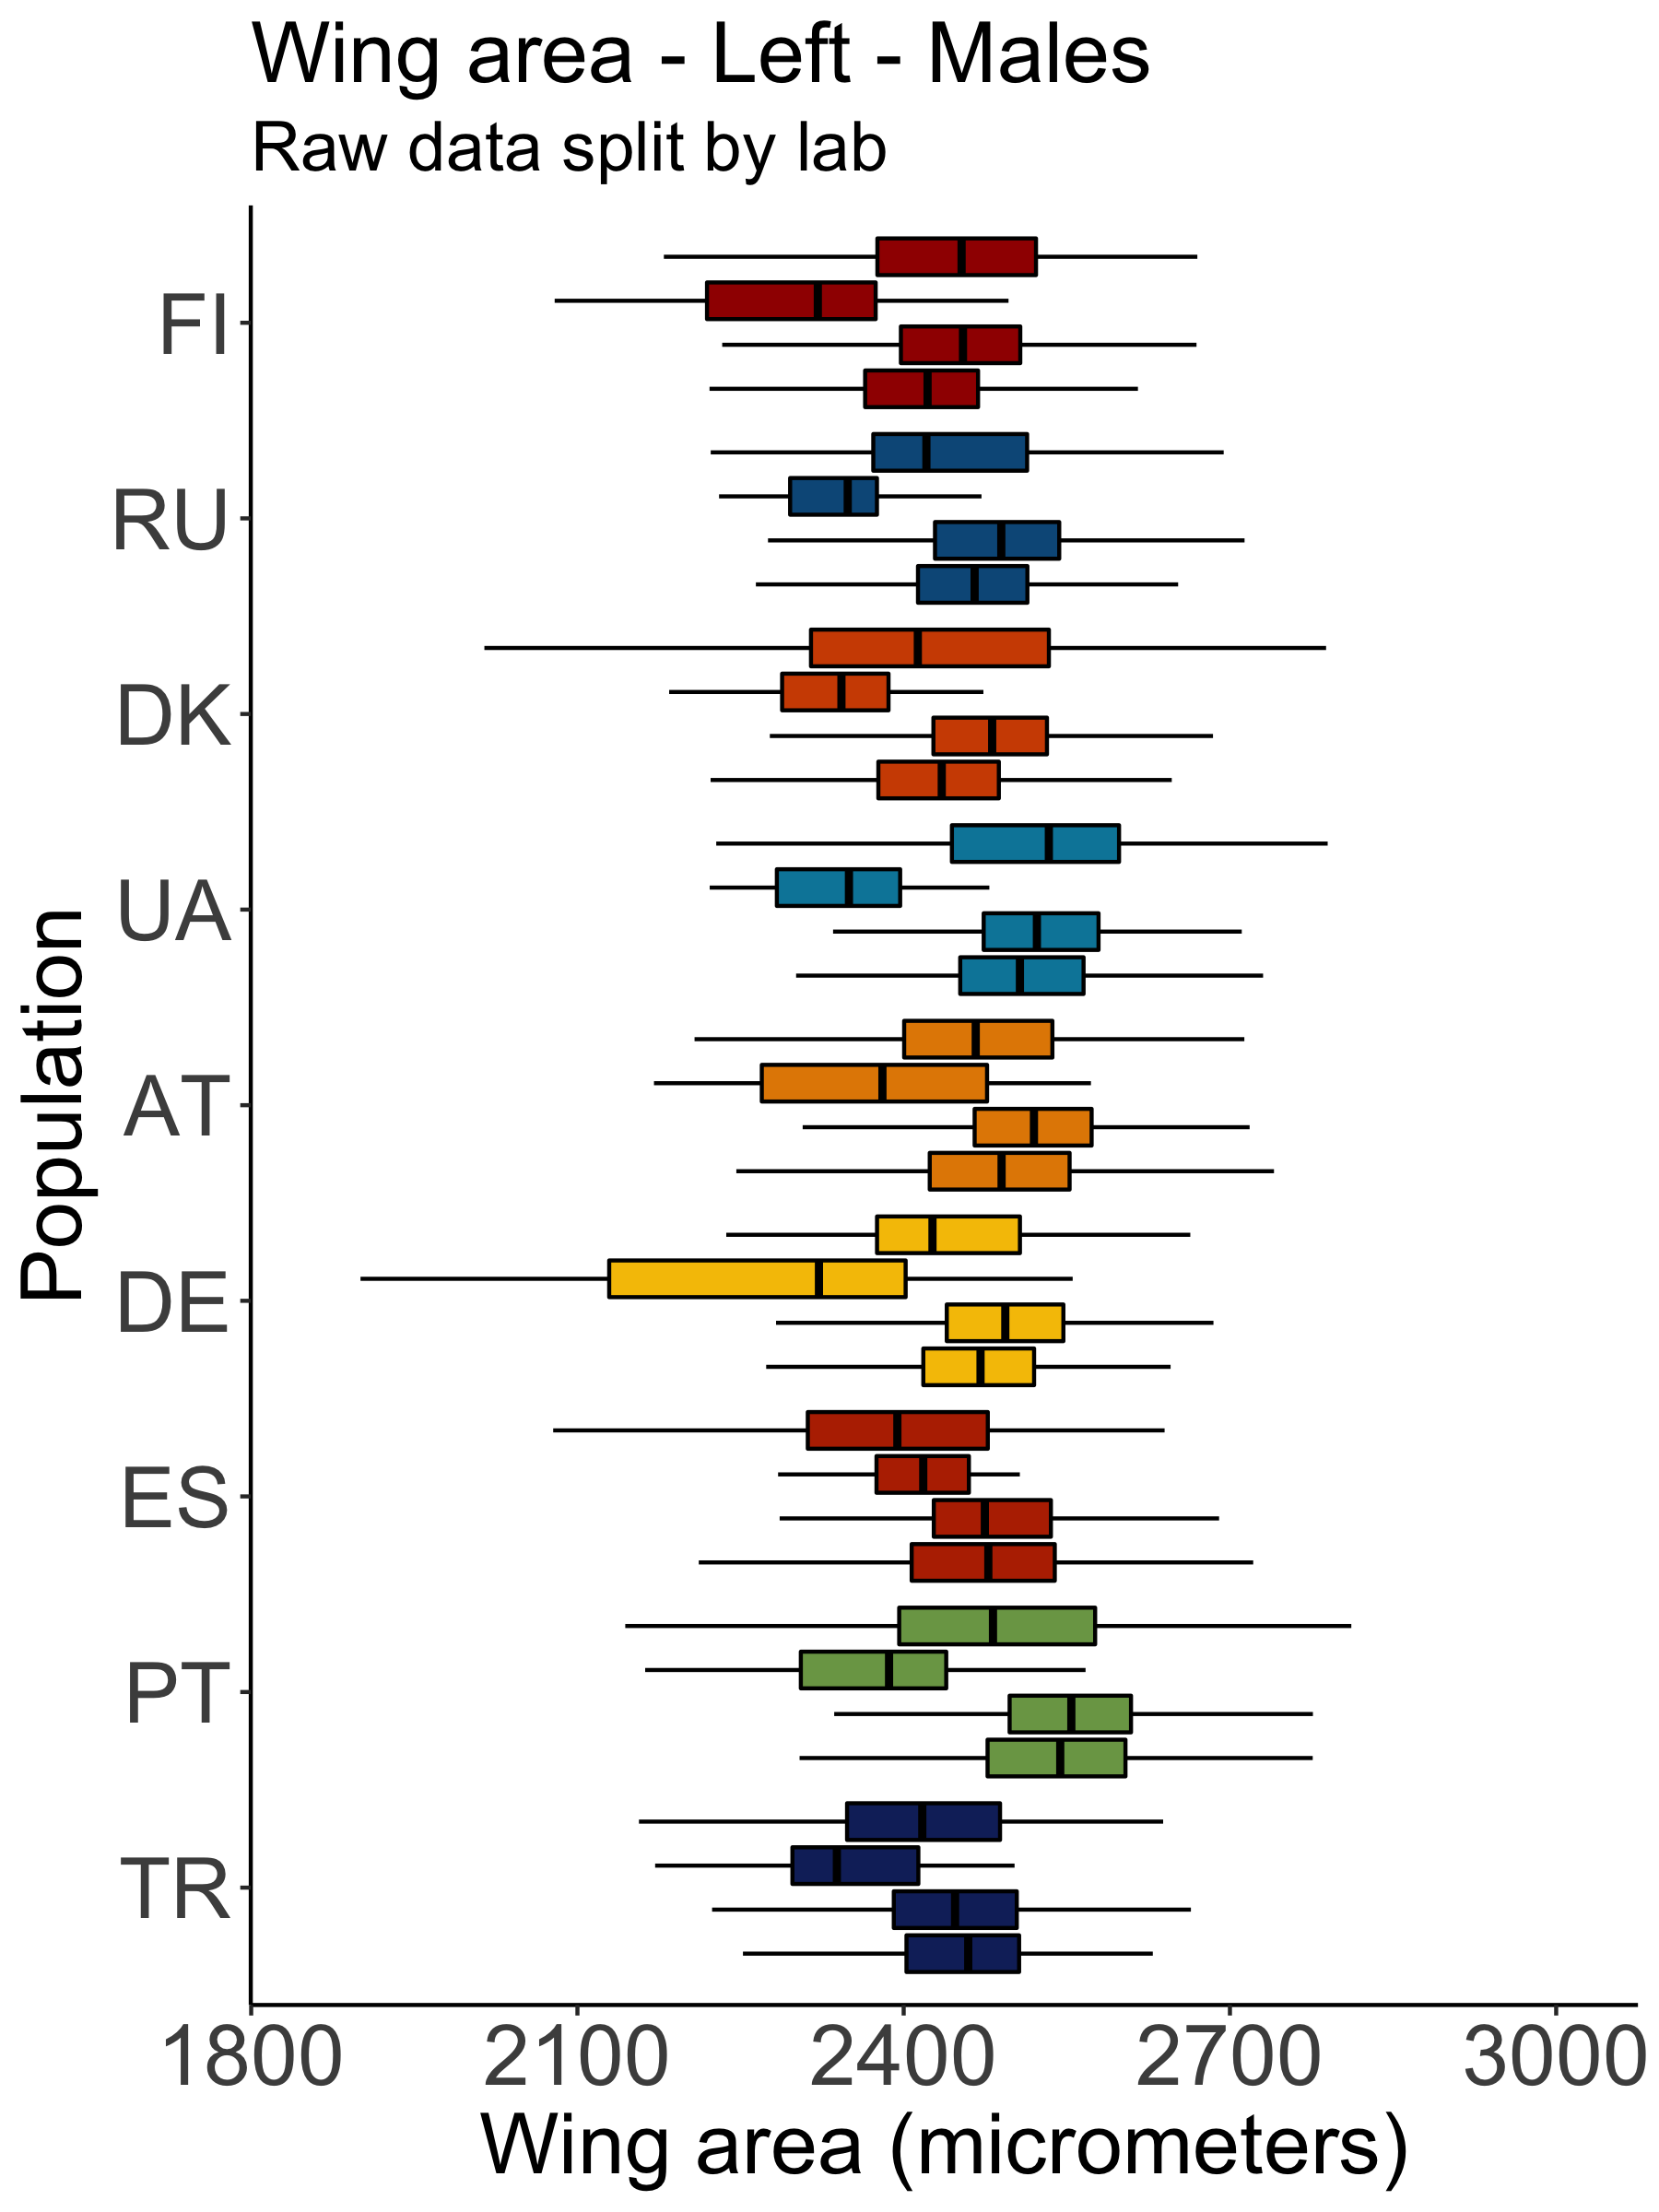 Wing area - Left - Males
Raw data split by lab
Population
FI
RU
DK
UA
AT
DE
ES
PT
TR
1800 2100 2400 2700 3000
Wing area (micrometers)